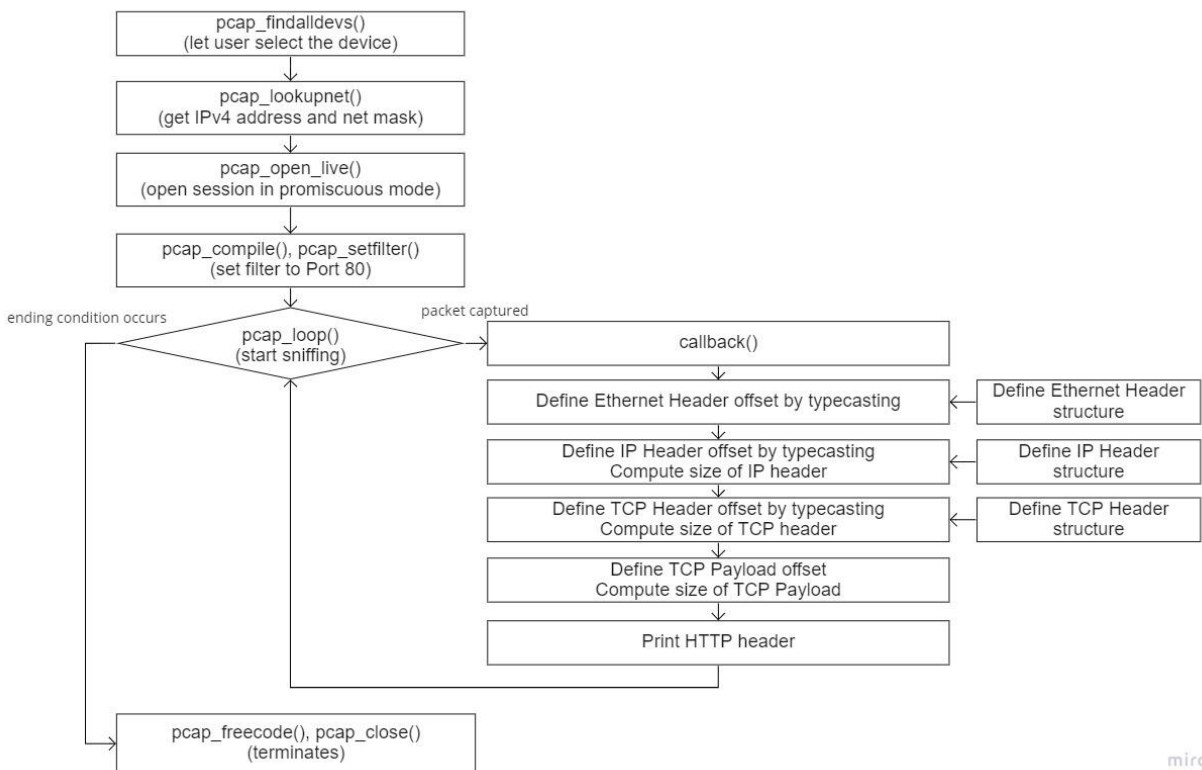 pcap_findalldevs()
(let user select the device)
pcap_lookupnet()
(get IPv4 address and net mask)
pcap_open_live()
(open session in promiscuous mode)
pcap_compile(), pcap_setfilter()
(set filter to Port 80)
ending condition occurs
pcap_loop()
(start sniffing)
packet captured
callback()
Define Ethernet Header offset by typecasting
Define Ethernet Header
structure
Define IP Header offset by typecasting
Compute size of IP header
Define IP Header
structure
Define TCP Header offset by typecasting
Compute size of TCP header
Define TCP Header
structure
Define TCP Payload offset
Compute size of TCP Payload
Print HTTP header
pcap_freecode(), pcap_close()
(terminates)